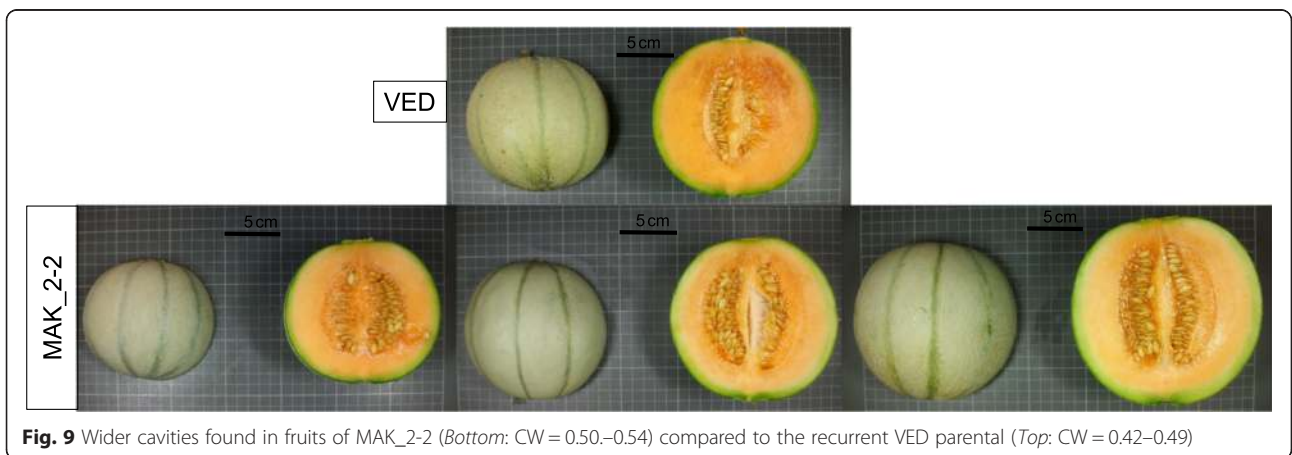 5 cm
VED
5 cm
5 cm
5 cm
MAK_2-2
Fig. 9 Wider cavities found in fruits of MAK_2-2 (Bottom: CW = 0.50.–0.54) compared to the recurrent VED parental (Top: CW = 0.42–0.49)